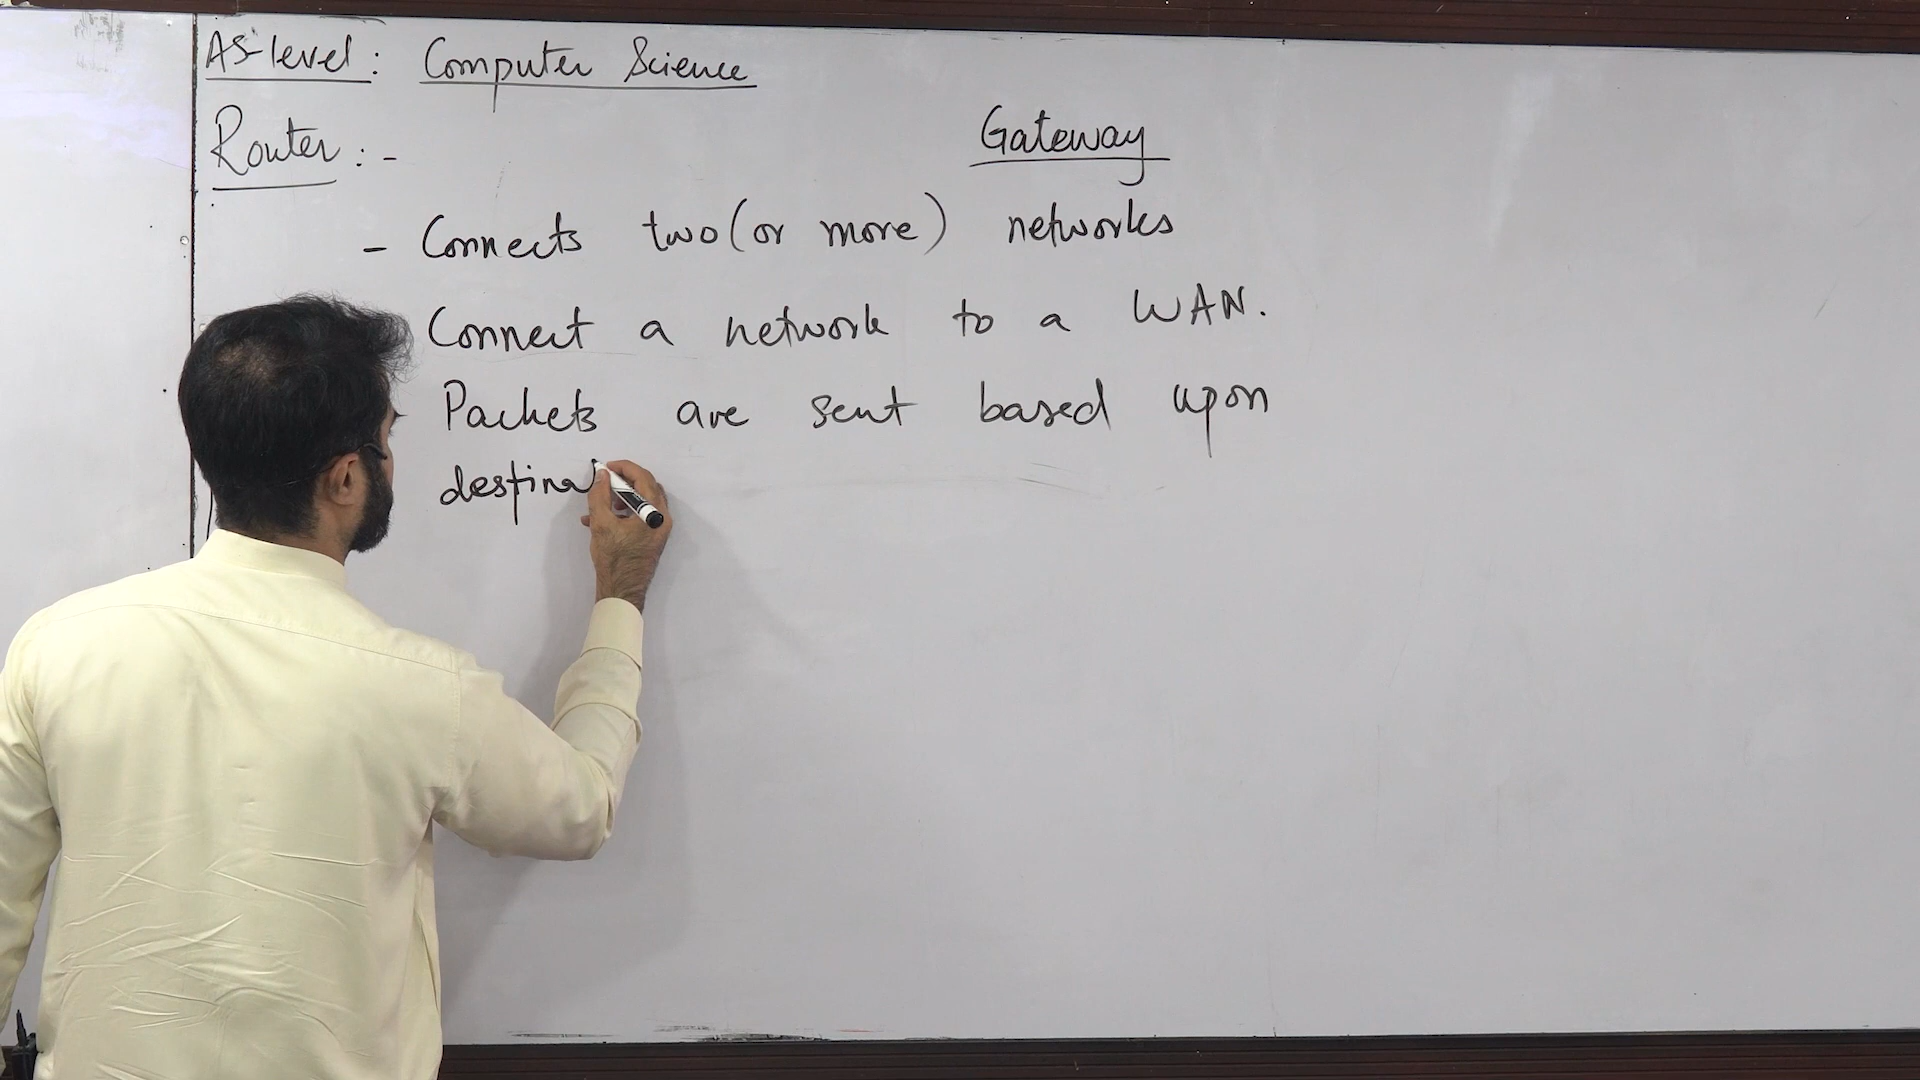 AS-level: Computer Science
Router:-
Gateway
- Connects two(or more) networks
Connect a network to a WAN.
- Packets are sent based upon
destina